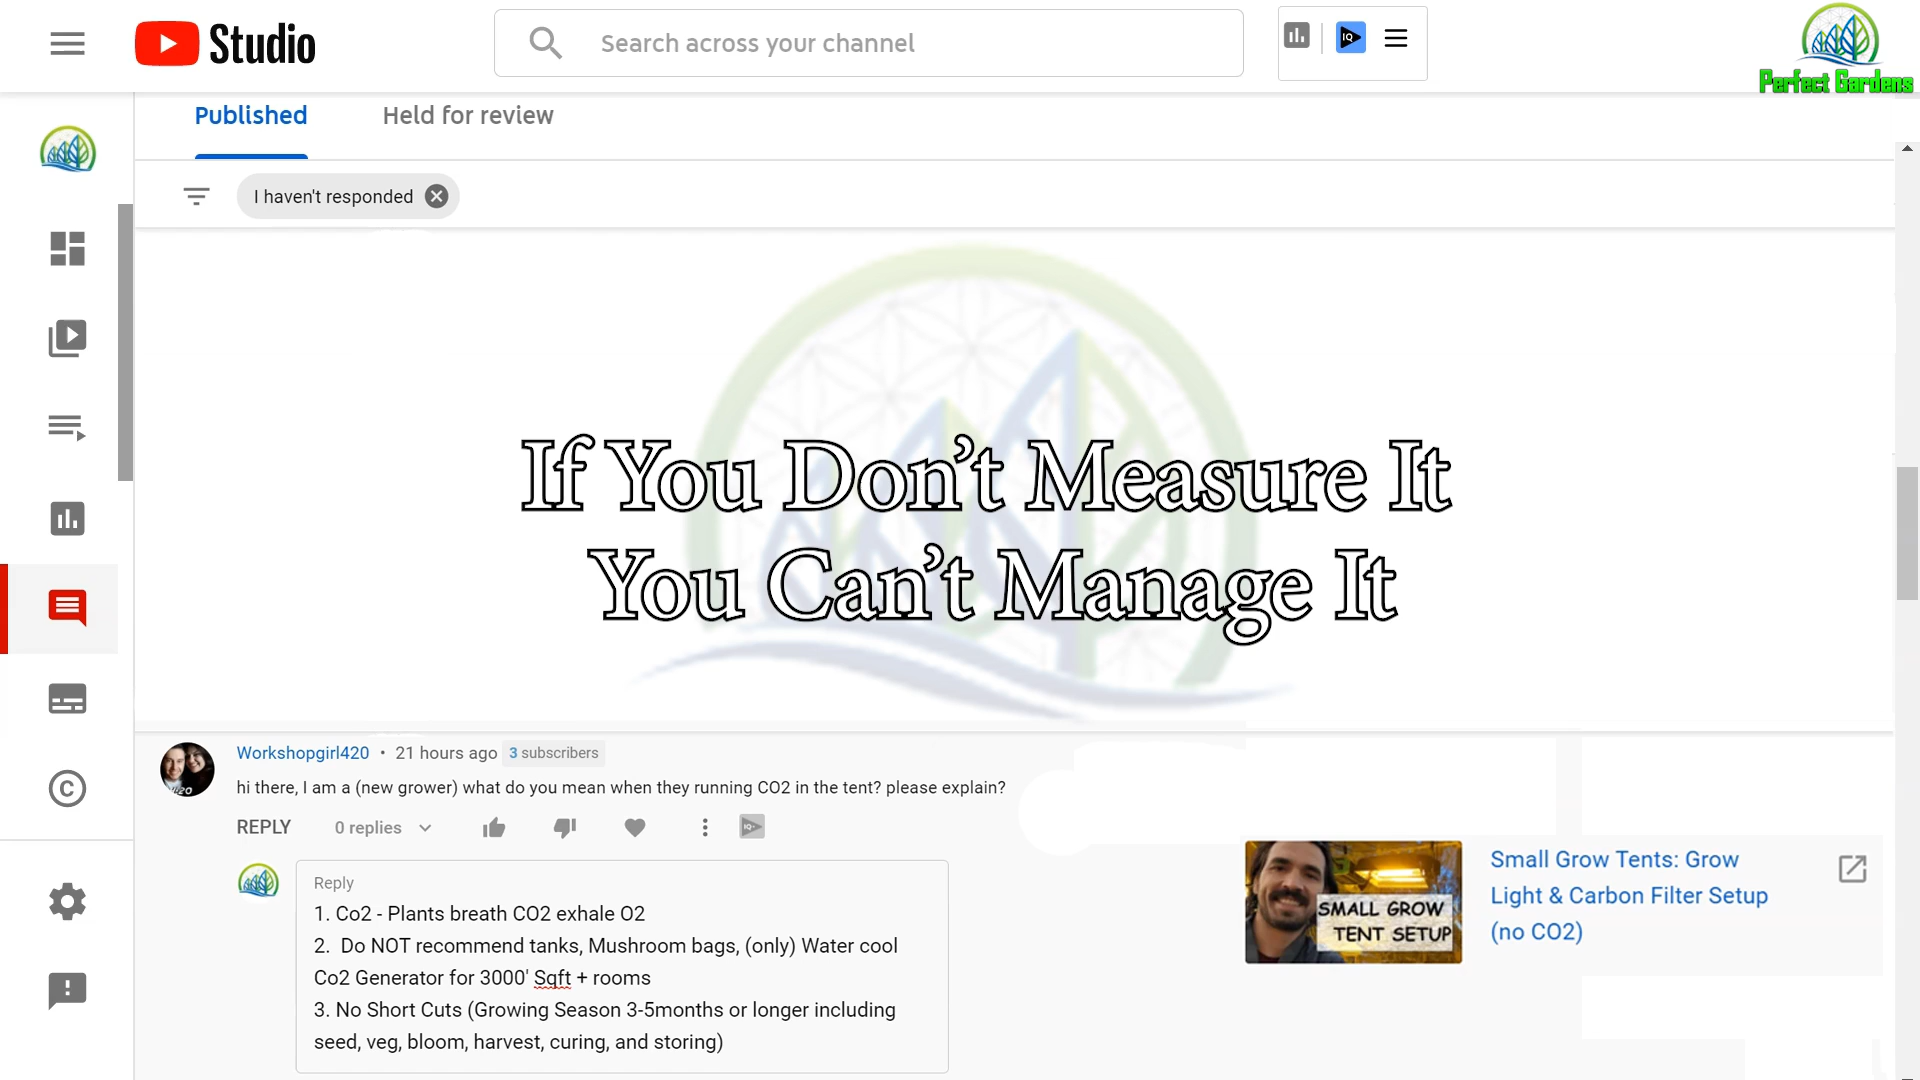 Studio
Search across your channel
IQ
Perfect Gardens
Published
Held for review
I haven't responded
If You Don't Measure It
You Can't Manage It
Workshopgirl420 • 21 hours ago 3 subscribers
hi there, I am a (new grower) what do you mean when they running CO2 in the tent? please explain?
REPLY 0 replies
Reply
1. Co2 - Plants breath CO2 exhale O2
2. Do NOT recommend tanks, Mushroom bags, (only) Water cool
Co2 Generator for 3000' Sqft + rooms
3. No Short Cuts (Growing Season 3-5months or longer including
seed, veg, bloom, harvest, curing, and storing)
SMALL GROW
TENT SETUP
Small Grow Tents: Grow
Light & Carbon Filter Setup
(no CO2)